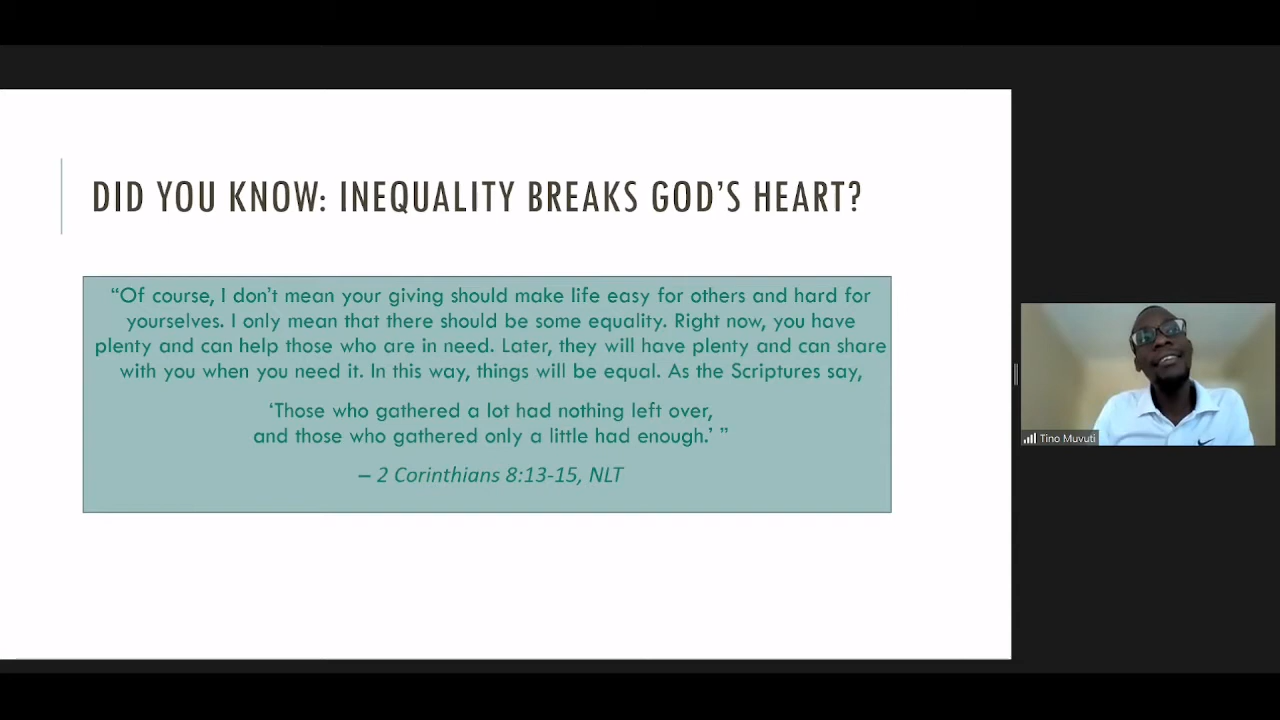 DID YOU KNOW: INEQUALITY BREAKS GOD’S HEART?
“Of course, I don’t mean your giving should make life easy for others and hard for
yourselves. I only mean that there should be some equality. Right now, you have
plenty and can help those who are in need. Later, they will have plenty and can share
with you when you need it. In this way, things will be equal. As the Scriptures say,
‘Those who gathered a lot had nothing left over,
and those who gathered only a little had enough.’ ”
– 2 Corinthians 8:13-15, NLT
Tino Muvuti